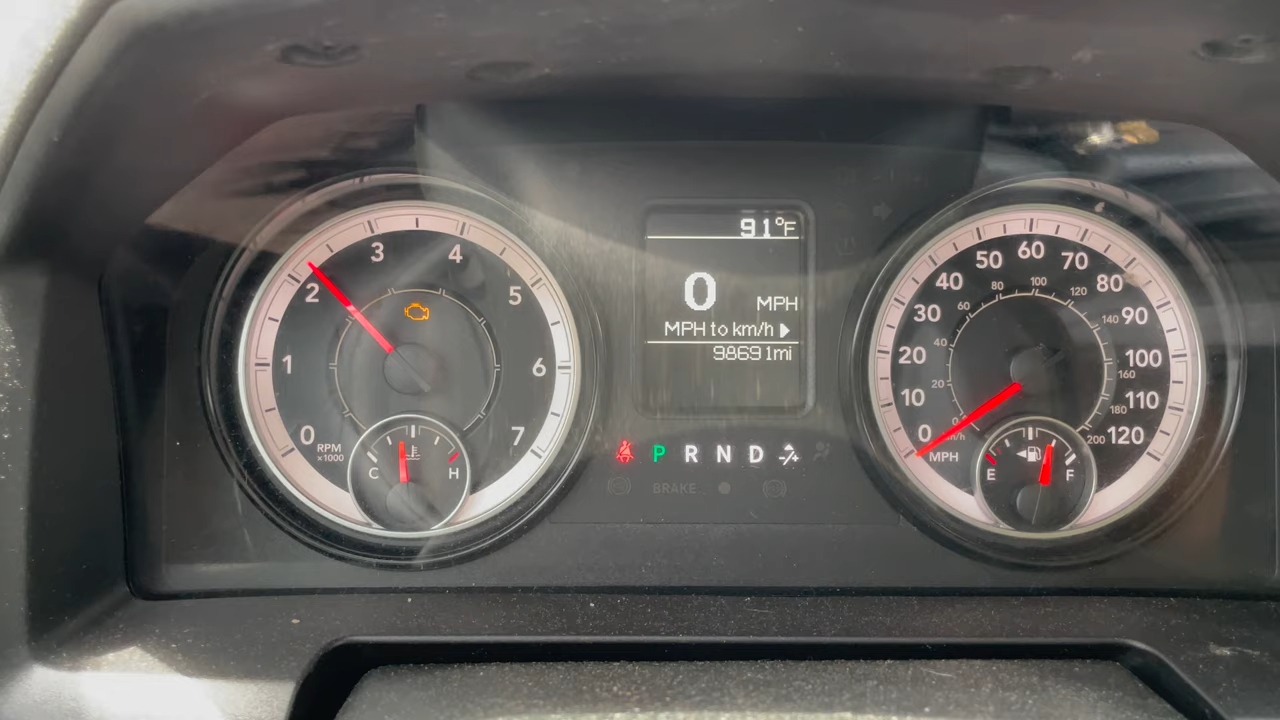 91°F
0 MPH
MPH to km/h
98691mi
0 1 2 3 4 5 6 7
RPM
×1000
C H
P R N D
BRAKE
0 10 20 30 40 50 60 70 80 90 100 110 120
MPH
0 20 40 60 80 100 120 140 160 180 200
E F